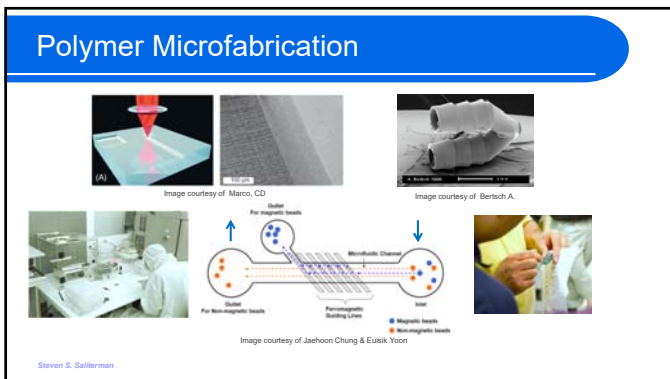 Polymer Microfabrication
(A)
100 µm
Image courtesy of Marco, CD
Image courtesy of Bertsch A.
Outlet
For magnetic beads
Microfluidic Channel
Outlet
For Non-magnetic beads
Ferromagnetic
Guiding Lines
Inlet
Magnetic beads
Non-magnetic beads
Image courtesy of Jaehoon Chung & Euisik Yoon
Steven S. Saliterman